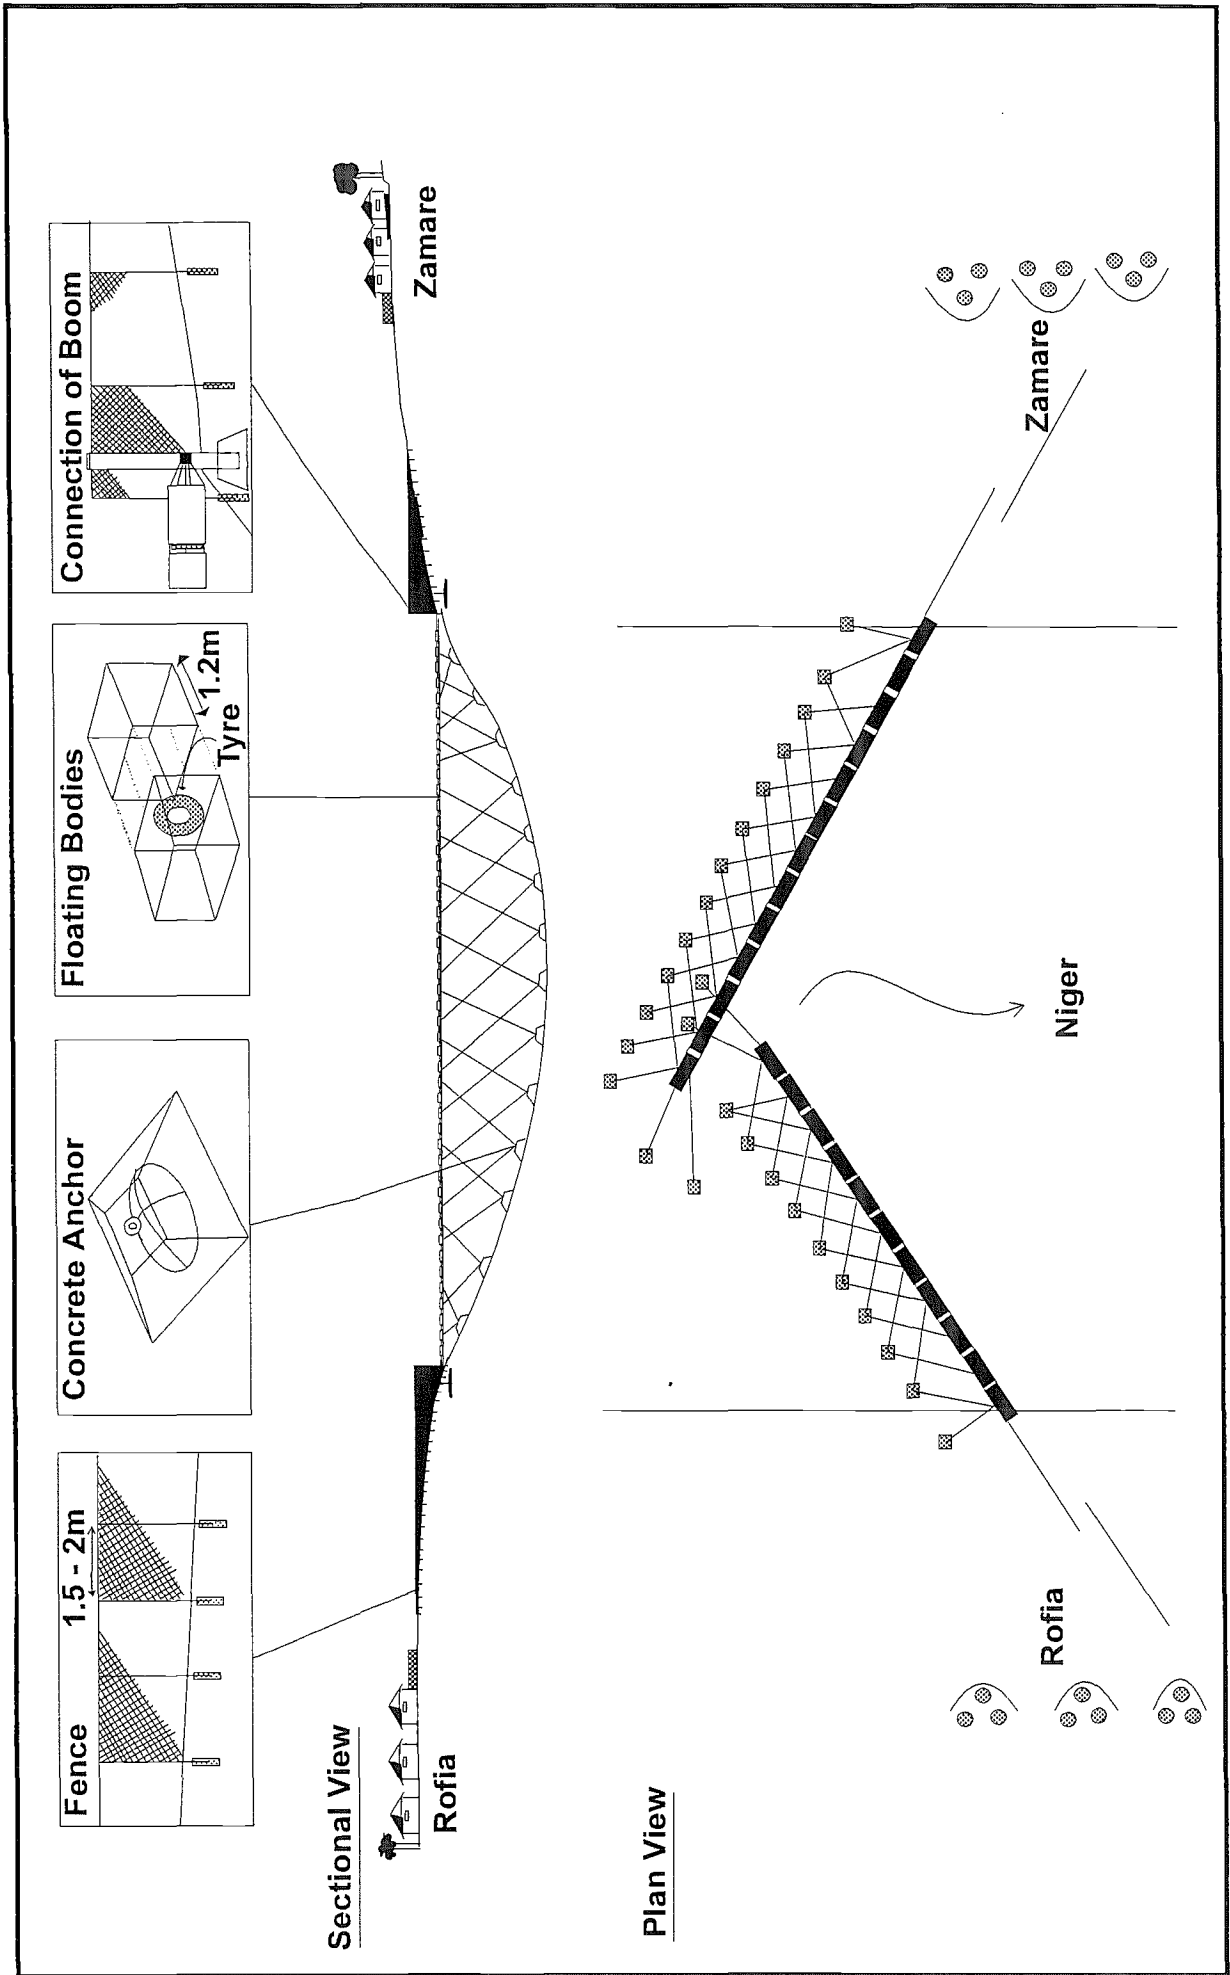 Fence
1.5 - 2m
Concrete Anchor
Floating Bodies
1.2m
Tyre
Connection of Boom
Sectional View
Rofia
Zamare
Plan View
Rofia
Niger
Zamare